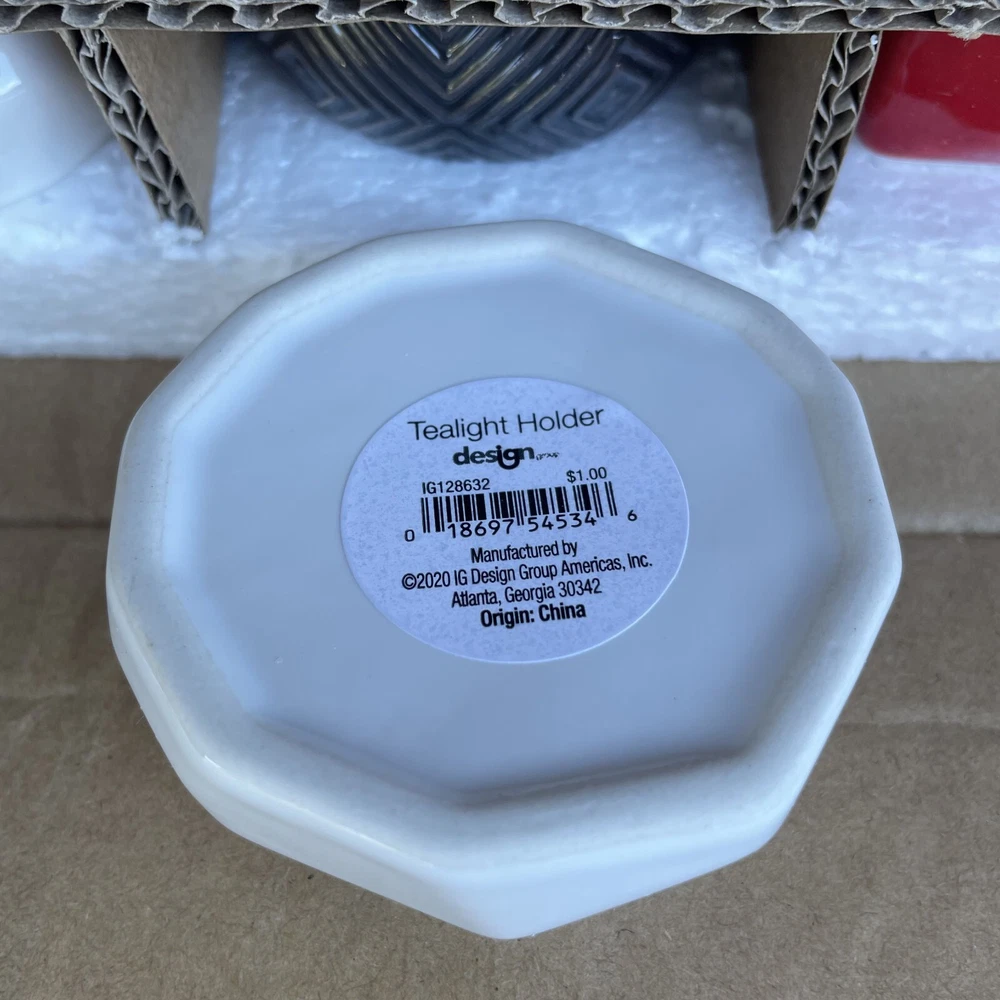 Tealight Holder
design group
IG128632 $1.00
0 18697 54534 6
Manufactured by
©2020 IG Design Group Americas, Inc.
Atlanta, Georgia 30342
Origin: China